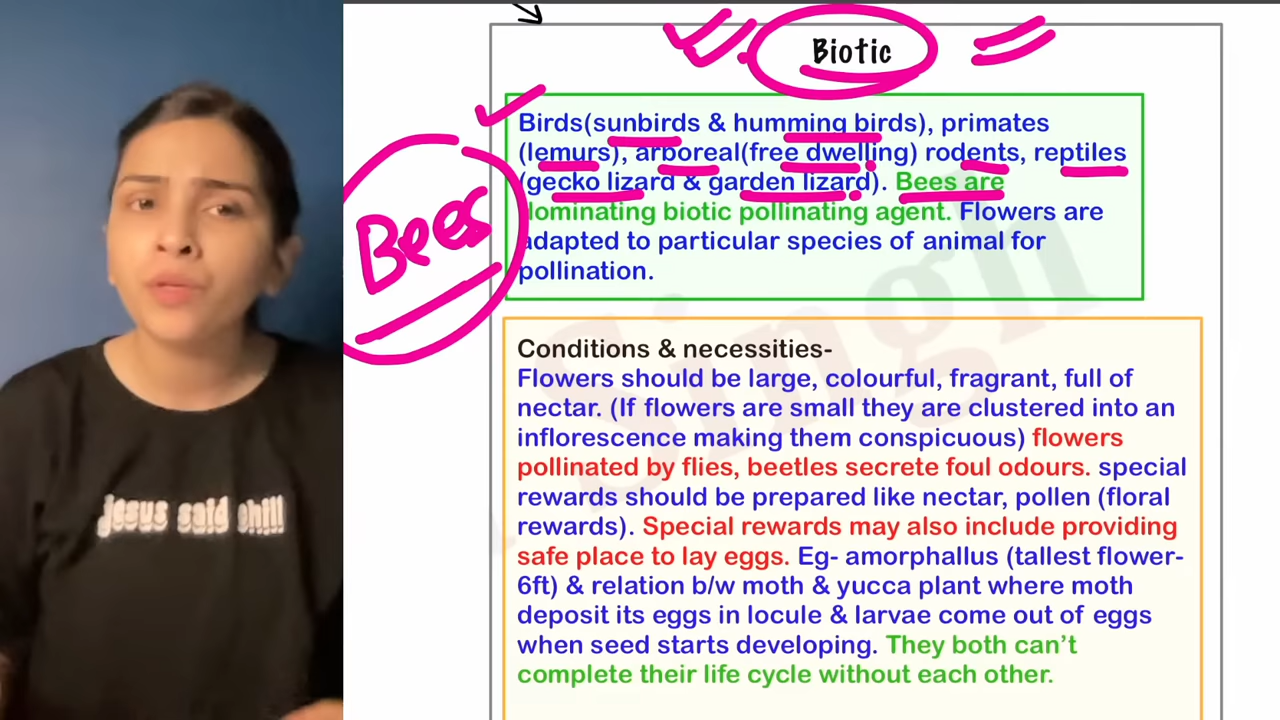 Biotic
Birds(sunbirds & humming birds), primates
(lemurs), arboreal(free dwelling) rodents, reptiles
(gecko lizard & garden lizard). Bees are
dominating biotic pollinating agent. Flowers are
adapted to particular species of animal for
pollination.
Bees
Conditions & necessities-
Flowers should be large, colourful, fragrant, full of
nectar. (If flowers are small they are clustered into an
inflorescence making them conspicuous) flowers
pollinated by flies, beetles secrete foul odours. special
rewards should be prepared like nectar, pollen (floral
rewards). Special rewards may also include providing
safe place to lay eggs. Eg- amorphallus (tallest flower-
6ft) & relation b/w moth & yucca plant where moth
deposit its eggs in locule & larvae come out of eggs
when seed starts developing. They both can't
complete their life cycle without each other.
jesus said chill
Singh